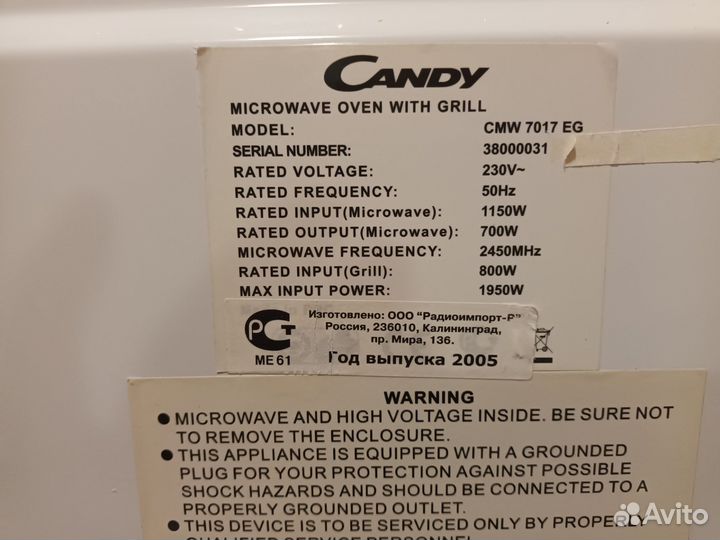 CANDY
MICROWAVE OVEN WITH GRILL
MODEL: CMW 7017 EG
SERIAL NUMBER: 38000031
RATED VOLTAGE: 230V~
RATED FREQUENCY: 50Hz
RATED INPUT(Microwave): 1150W
RATED OUTPUT(Microwave): 700W
MICROWAVE FREQUENCY: 2450MHz
RATED INPUT(Grill): 800W
MAX INPUT POWER: 1950W
Изготовлено: ООО "Радиоимпорт-Р"
Россия, 236010, Калининград,
пр. Мира, 136.
РСТ
ME61 Год выпуска 2005
WARNING
● MICROWAVE AND HIGH VOLTAGE INSIDE. BE SURE NOT
TO REMOVE THE ENCLOSURE.
● THIS APPLIANCE IS EQUIPPED WITH A GROUNDED
PLUG FOR YOUR PROTECTION AGAINST POSSIBLE
SHOCK HAZARDS AND SHOULD BE CONNECTED TO A
PROPERLY GROUNDED OUTLET.
● THIS DEVICE IS TO BE SERVICED ONLY BY PROPERLY
QUALIFIED SERVICE PERSONNEL
Avito